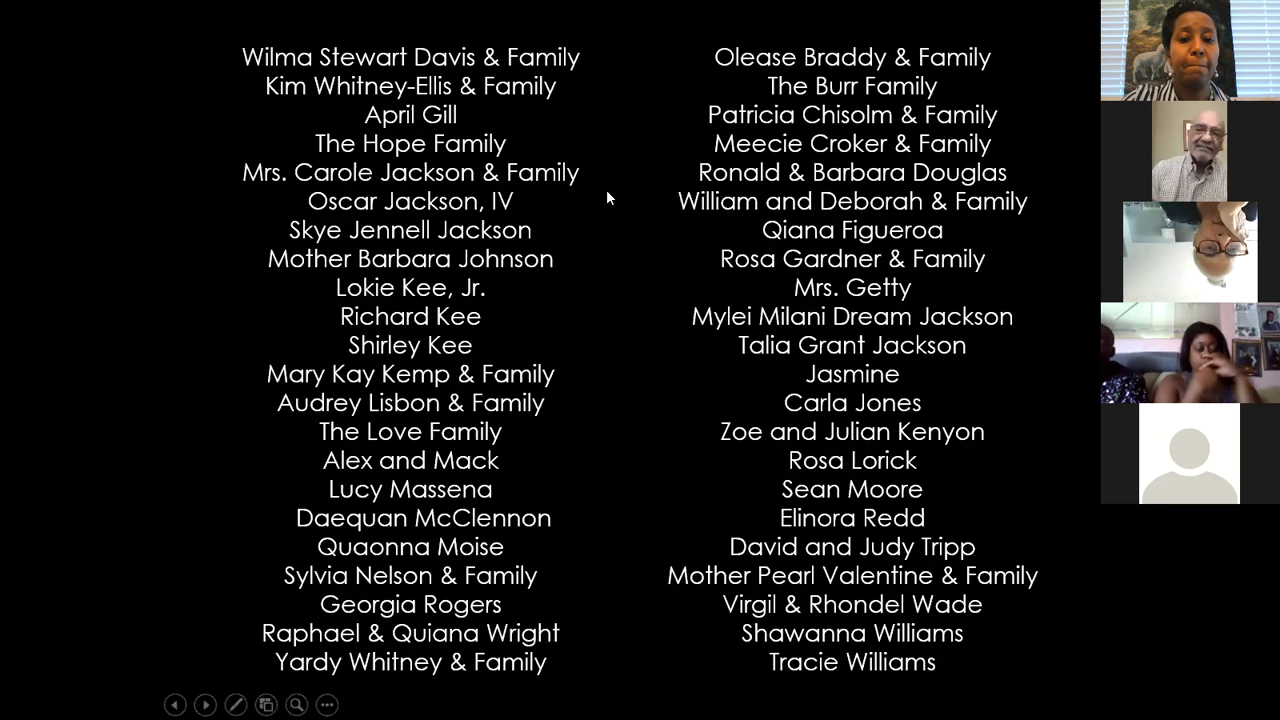 Wilma Stewart Davis & Family
Kim Whitney-Ellis & Family
April Gill
The Hope Family
Mrs. Carole Jackson & Family
Oscar Jackson, IV
Skye Jennell Jackson
Mother Barbara Johnson
Lokie Kee, Jr.
Richard Kee
Shirley Kee
Mary Kay Kemp & Family
Audrey Lisbon & Family
The Love Family
Alex and Mack
Lucy Massena
Daequan McClennon
Quaonna Moise
Sylvia Nelson & Family
Georgia Rogers
Raphael & Quiana Wright
Yardy Whitney & Family
Olease Braddy & Family
The Burr Family
Patricia Chisolm & Family
Meecie Croker & Family
Ronald & Barbara Douglas
William and Deborah & Family
Qiana Figueroa
Rosa Gardner & Family
Mrs. Getty
Mylei Milani Dream Jackson
Talia Grant Jackson
Jasmine
Carla Jones
Zoe and Julian Kenyon
Rosa Lorick
Sean Moore
Elinora Redd
David and Judy Tripp
Mother Pearl Valentine & Family
Virgil & Rhondel Wade
Shawanna Williams
Tracie Williams